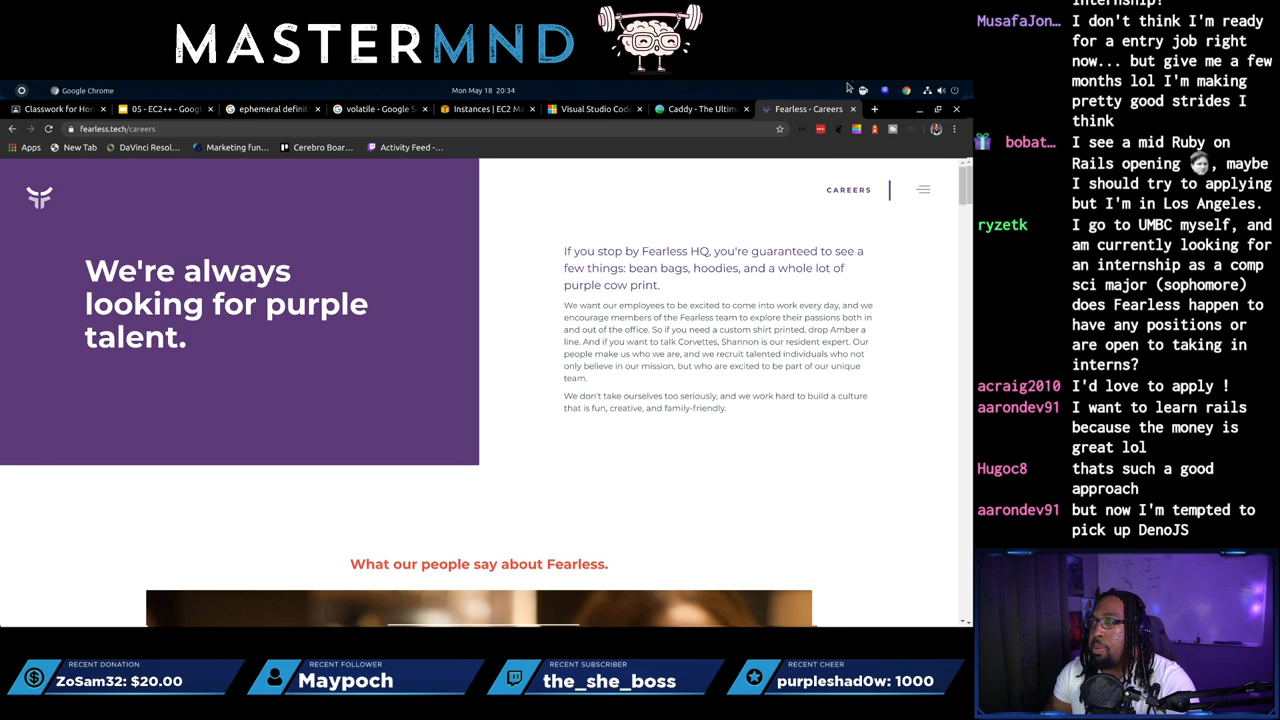 MASTERMND
Google Chrome
Mon May 18 20:34
Classwork for Hor
05 - EC2++ - Googl
ephemeral definit
volatile - Google S
Instances | EC2 Ma
Visual Studio Code
Caddy - The Ultima
Fearless - Careers
fearless.tech/careers
Apps
New Tab
DaVinci Resol...
Marketing fun...
Cerebro Boar...
Activity Feed -...
CAREERS
We're always
looking for purple
talent.
If you stop by Fearless HQ, you're guaranteed to see a
few things: bean bags, hoodies, and a whole lot of
purple cow print.
We want our employees to be excited to come into work every day, and we
encourage members of the Fearless team to explore their passions both in
and out of the office. So if you need a custom shirt printed, drop Amber a
line. And if you want to talk Corvettes, Shannon is our resident expert. Our
people make us who we are, and we recruit talented individuals who not
only believe in our mission, but who are excited to be part of our unique
team.
We don't take ourselves too seriously, and we work hard to build a culture
that is fun, creative, and family-friendly.
What our people say about Fearless.
internship?
MusafaJon… I don't think I'm ready
for a entry job right
now... but give me a few
months lol I'm making
pretty good strides I
think
bobat… I see a mid Ruby on
Rails opening , maybe
I should try to applying
but I'm in Los Angeles.
ryzetk I go to UMBC myself, and
am currently looking for
an internship as a comp
sci major (sophomore)
does Fearless happen to
have any positions or
are open to taking in
interns?
acraig2010 I'd love to apply !
aarondev91 I want to learn rails
because the money is
great lol
Hugoc8 thats such a good
approach
aarondev91 but now I'm tempted to
pick up DenoJS
RECENT DONATION
ZoSam32: $20.00
RECENT FOLLOWER
Maypoch
RECENT SUBSCRIBER
the_she_boss
RECENT CHEER
purpleshad0w: 1000